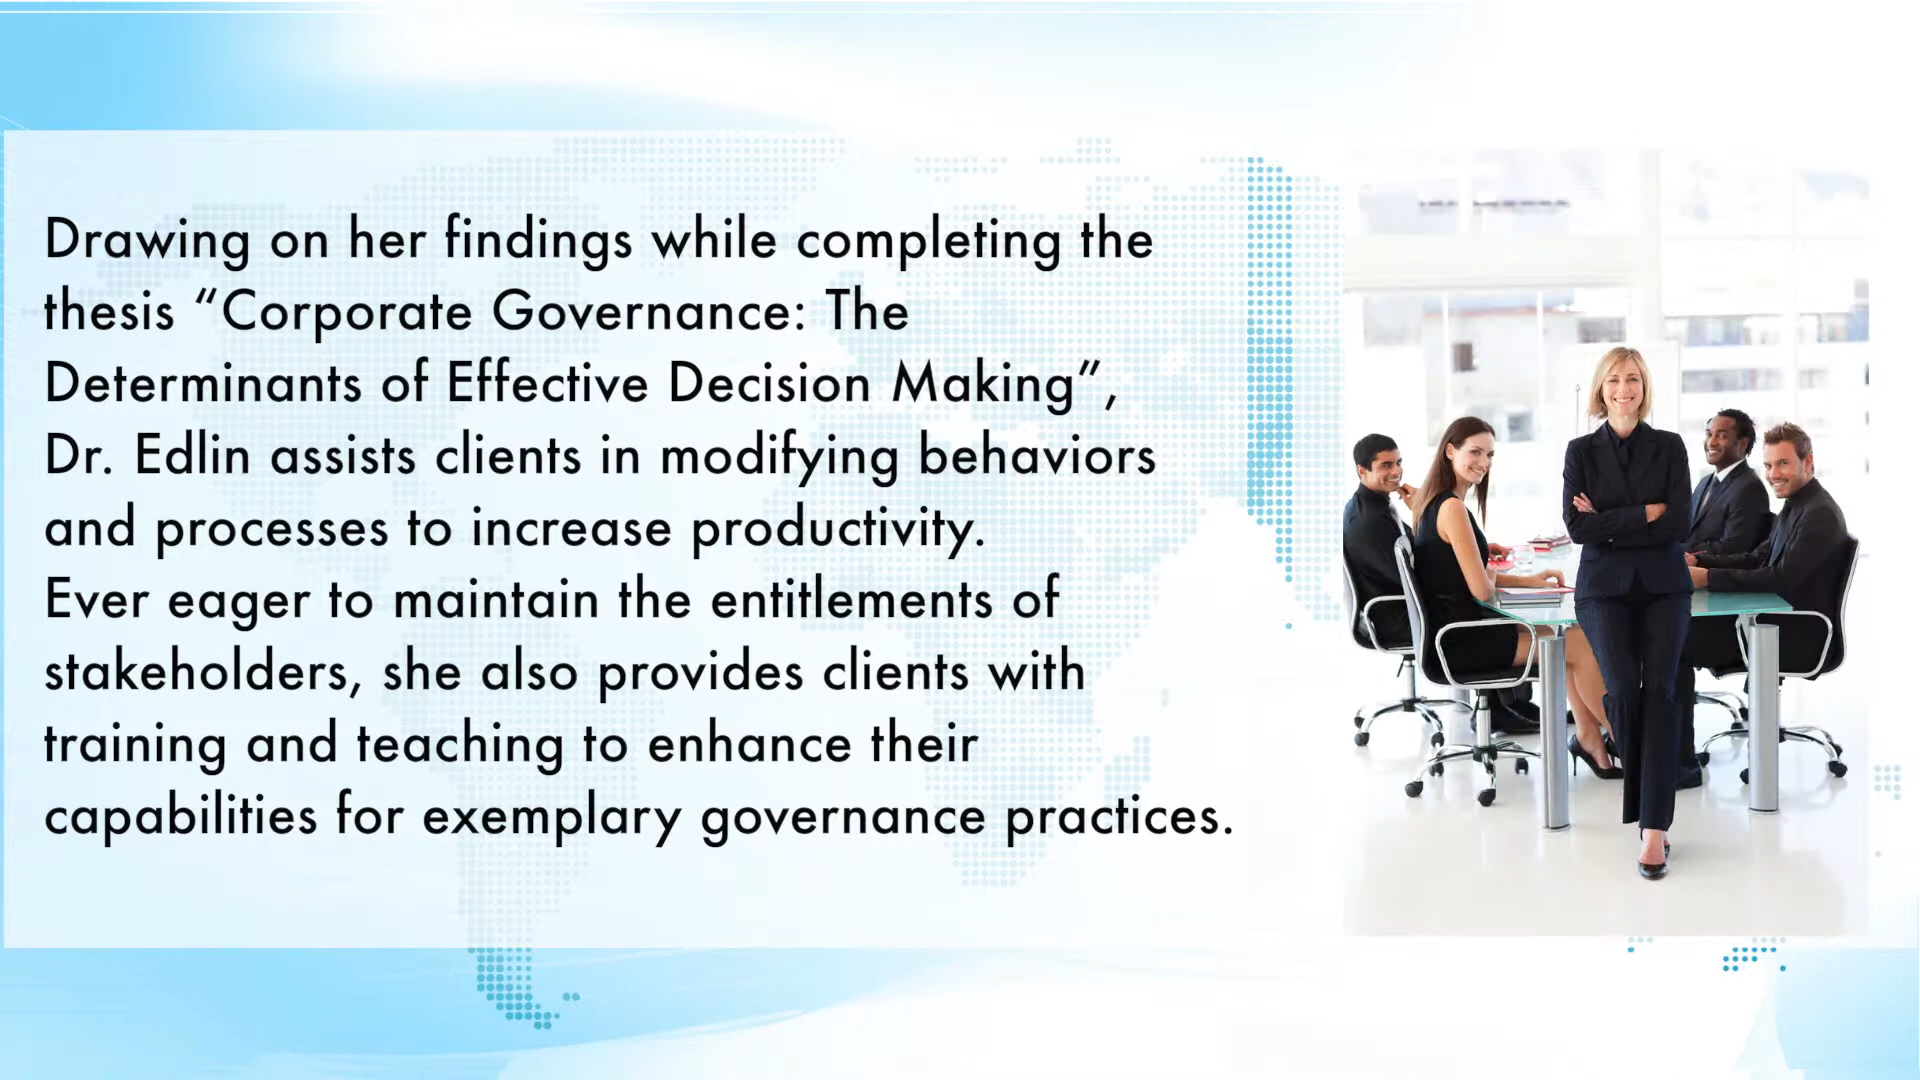 Drawing on her findings while completing the
thesis “Corporate Governance: The
Determinants of Effective Decision Making”,
Dr. Edlin assists clients in modifying behaviors
and processes to increase productivity.
Ever eager to maintain the entitlements of
stakeholders, she also provides clients with
training and teaching to enhance their
capabilities for exemplary governance practices.